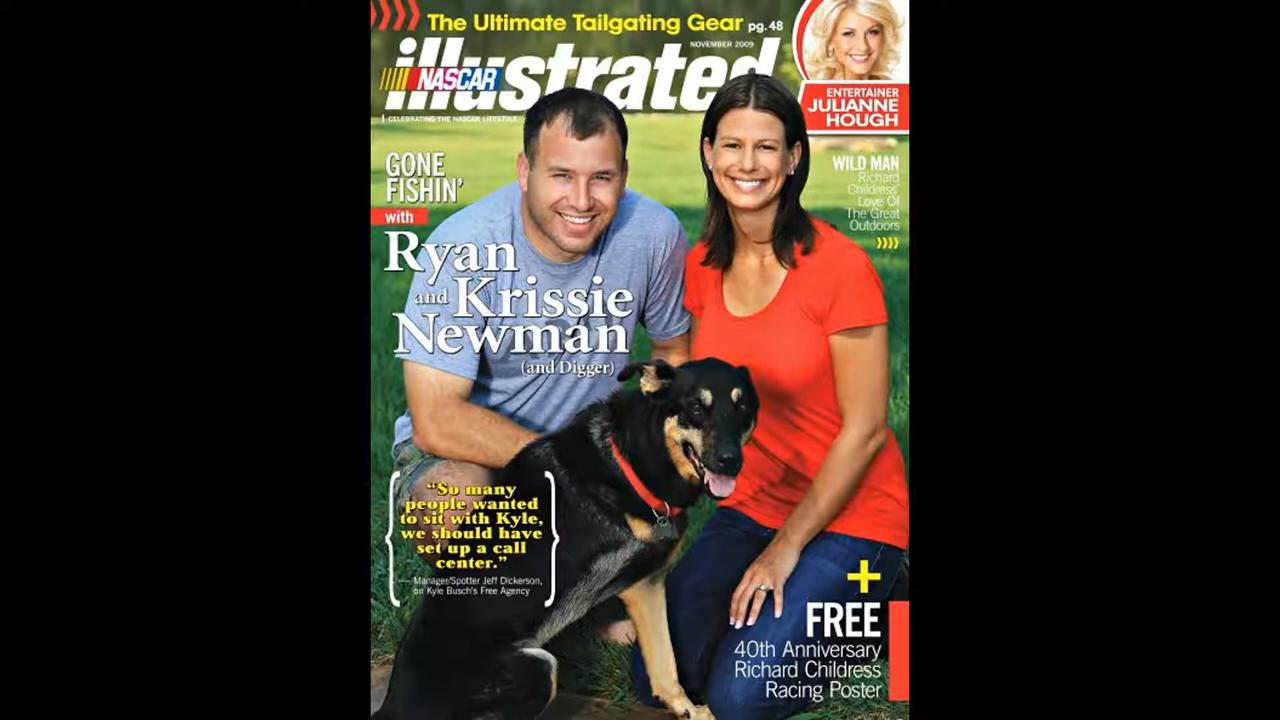 The Ultimate Tailgating Gear pg. 48
NOVEMBER 2009
NASCAR
illustrated
CELEBRATING THE NASCAR LIFESTYLE
ENTERTAINER
JULIANNE
HOUGH
GONE
FISHIN'
with
Ryan
and Krissie
Newman
(and Digger)
WILD MAN
Richard
Childress'
Love Of
The Great
Outdoors
"So many
people wanted
to sit with Kyle,
we should have
set up a call
center."
— Manager/Spotter Jeff Dickerson,
on Kyle Busch's Free Agency
+
FREE
40th Anniversary
Richard Childress
Racing Poster